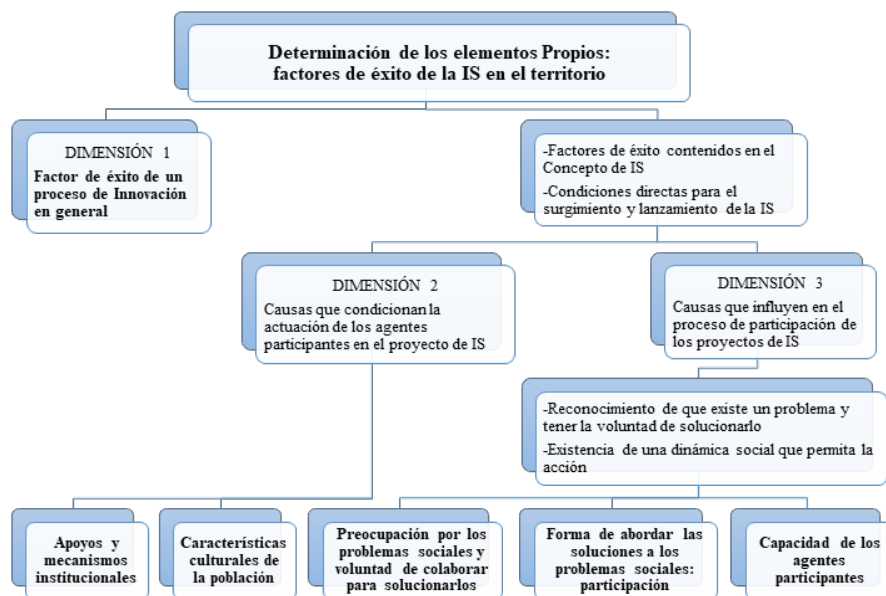 Determinación de los elementos Propios:
factores de éxito de la IS en el territorio
DIMENSIÓN 1
Factor de éxito de un
proceso de Innovación
en general
-Factores de éxito contenidos en el
Concepto de IS
-Condiciones directas para el
surgimiento y lanzamiento de la IS
DIMENSIÓN 2
Causas que condicionan la
actuación de los agentes
participantes en el proyecto de IS
DIMENSIÓN 3
Causas que influyen en el
proceso de participación de
los proyectos de IS
-Reconocimiento de que existe un problema y
tener la voluntad de solucionarlo
-Existencia de una dinámica social que permita la
acción
Apoyos y
mecanismos
institucionales
Características
culturales de
la población
Preocupación por los
problemas sociales y
voluntad de colaborar
para solucionarlos
Forma de abordar las
soluciones a los
problemas sociales:
participación
Capacidad de los
agentes
participantes